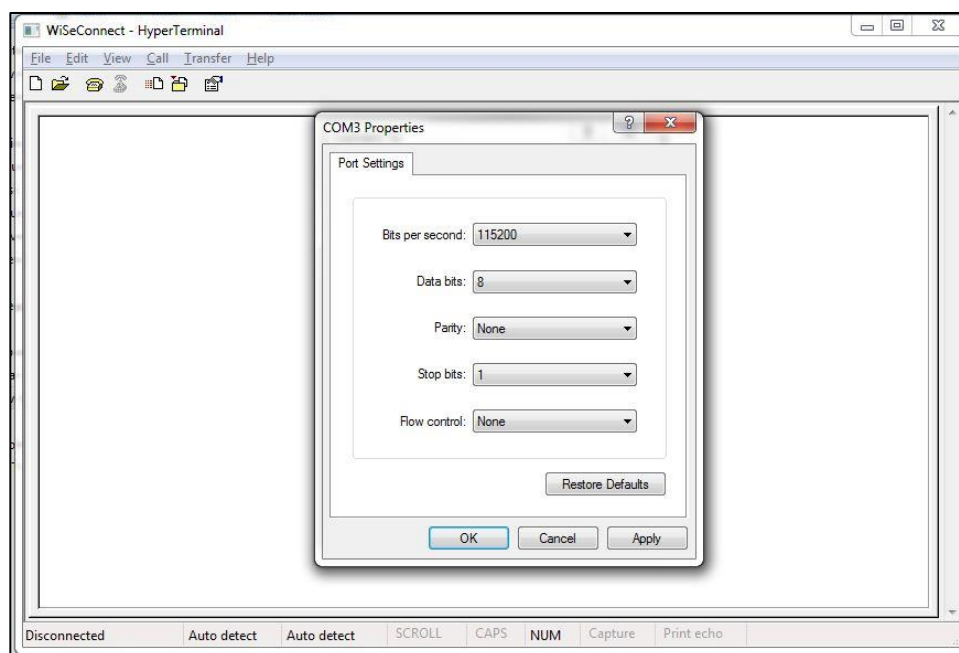 WiSeConnect - HyperTerminal
File Edit View Call Transfer Help
COM3 Properties
Port Settings
Bits per second: 115200
Data bits: 8
Parity: None
Stop bits: 1
Flow control: None
Restore Defaults
OK Cancel Apply
Disconnected Auto detect Auto detect SCROLL CAPS NUM Capture Print echo